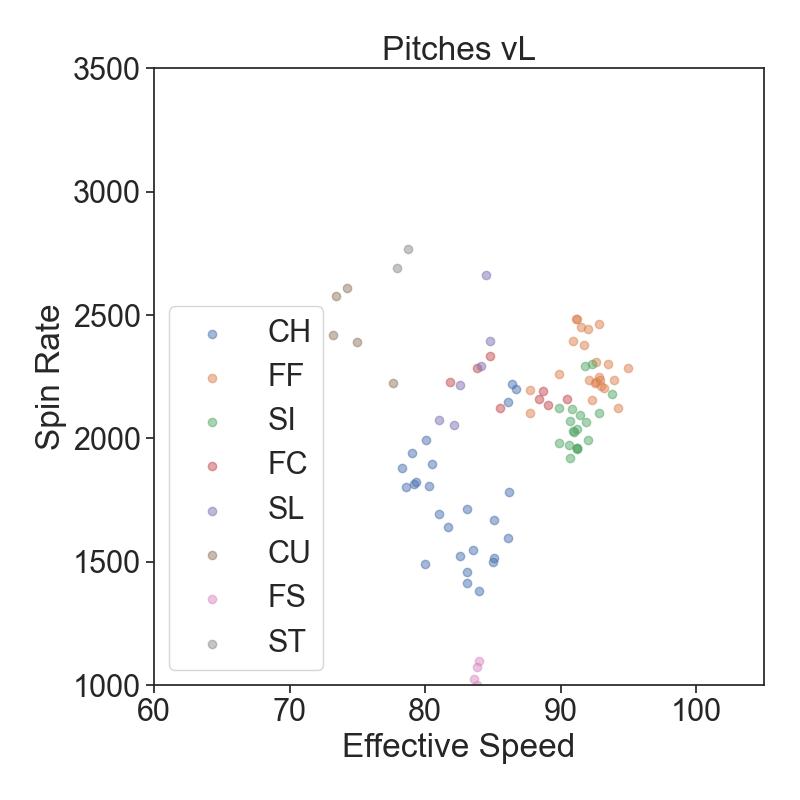 Pitches vL
3500
3000
2500
2000
1500
1000
Spin Rate
CH
FF
SI
FC
SL
CU
FS
ST
60 70 80 90 100
Effective Speed